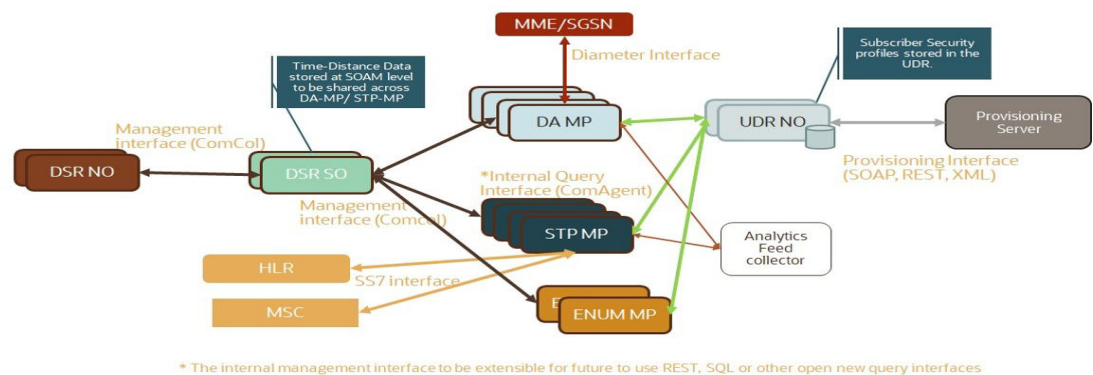 MME/SGSN
Diameter Interface
Time-Distance Data
stored at SOAM level
to be shared across
DA-MP/ STP-MP
Subscriber Security
profiles stored in the
UDR.
DA MP
UDR NO
Provisioning
Server
Management
interface (ComCol)
DSR NO
DSR SO
Provisioning Interface
(SOAP, REST, XML)
*Internal Query
Interface (ComAgent)
Management
interface (Comcol)
STP MP
Analytics
Feed
collector
HLR
SS7 interface
MSC
E
ENUM MP
* The internal management interface to be extensible for future to use REST, SQL or other open new query interfaces